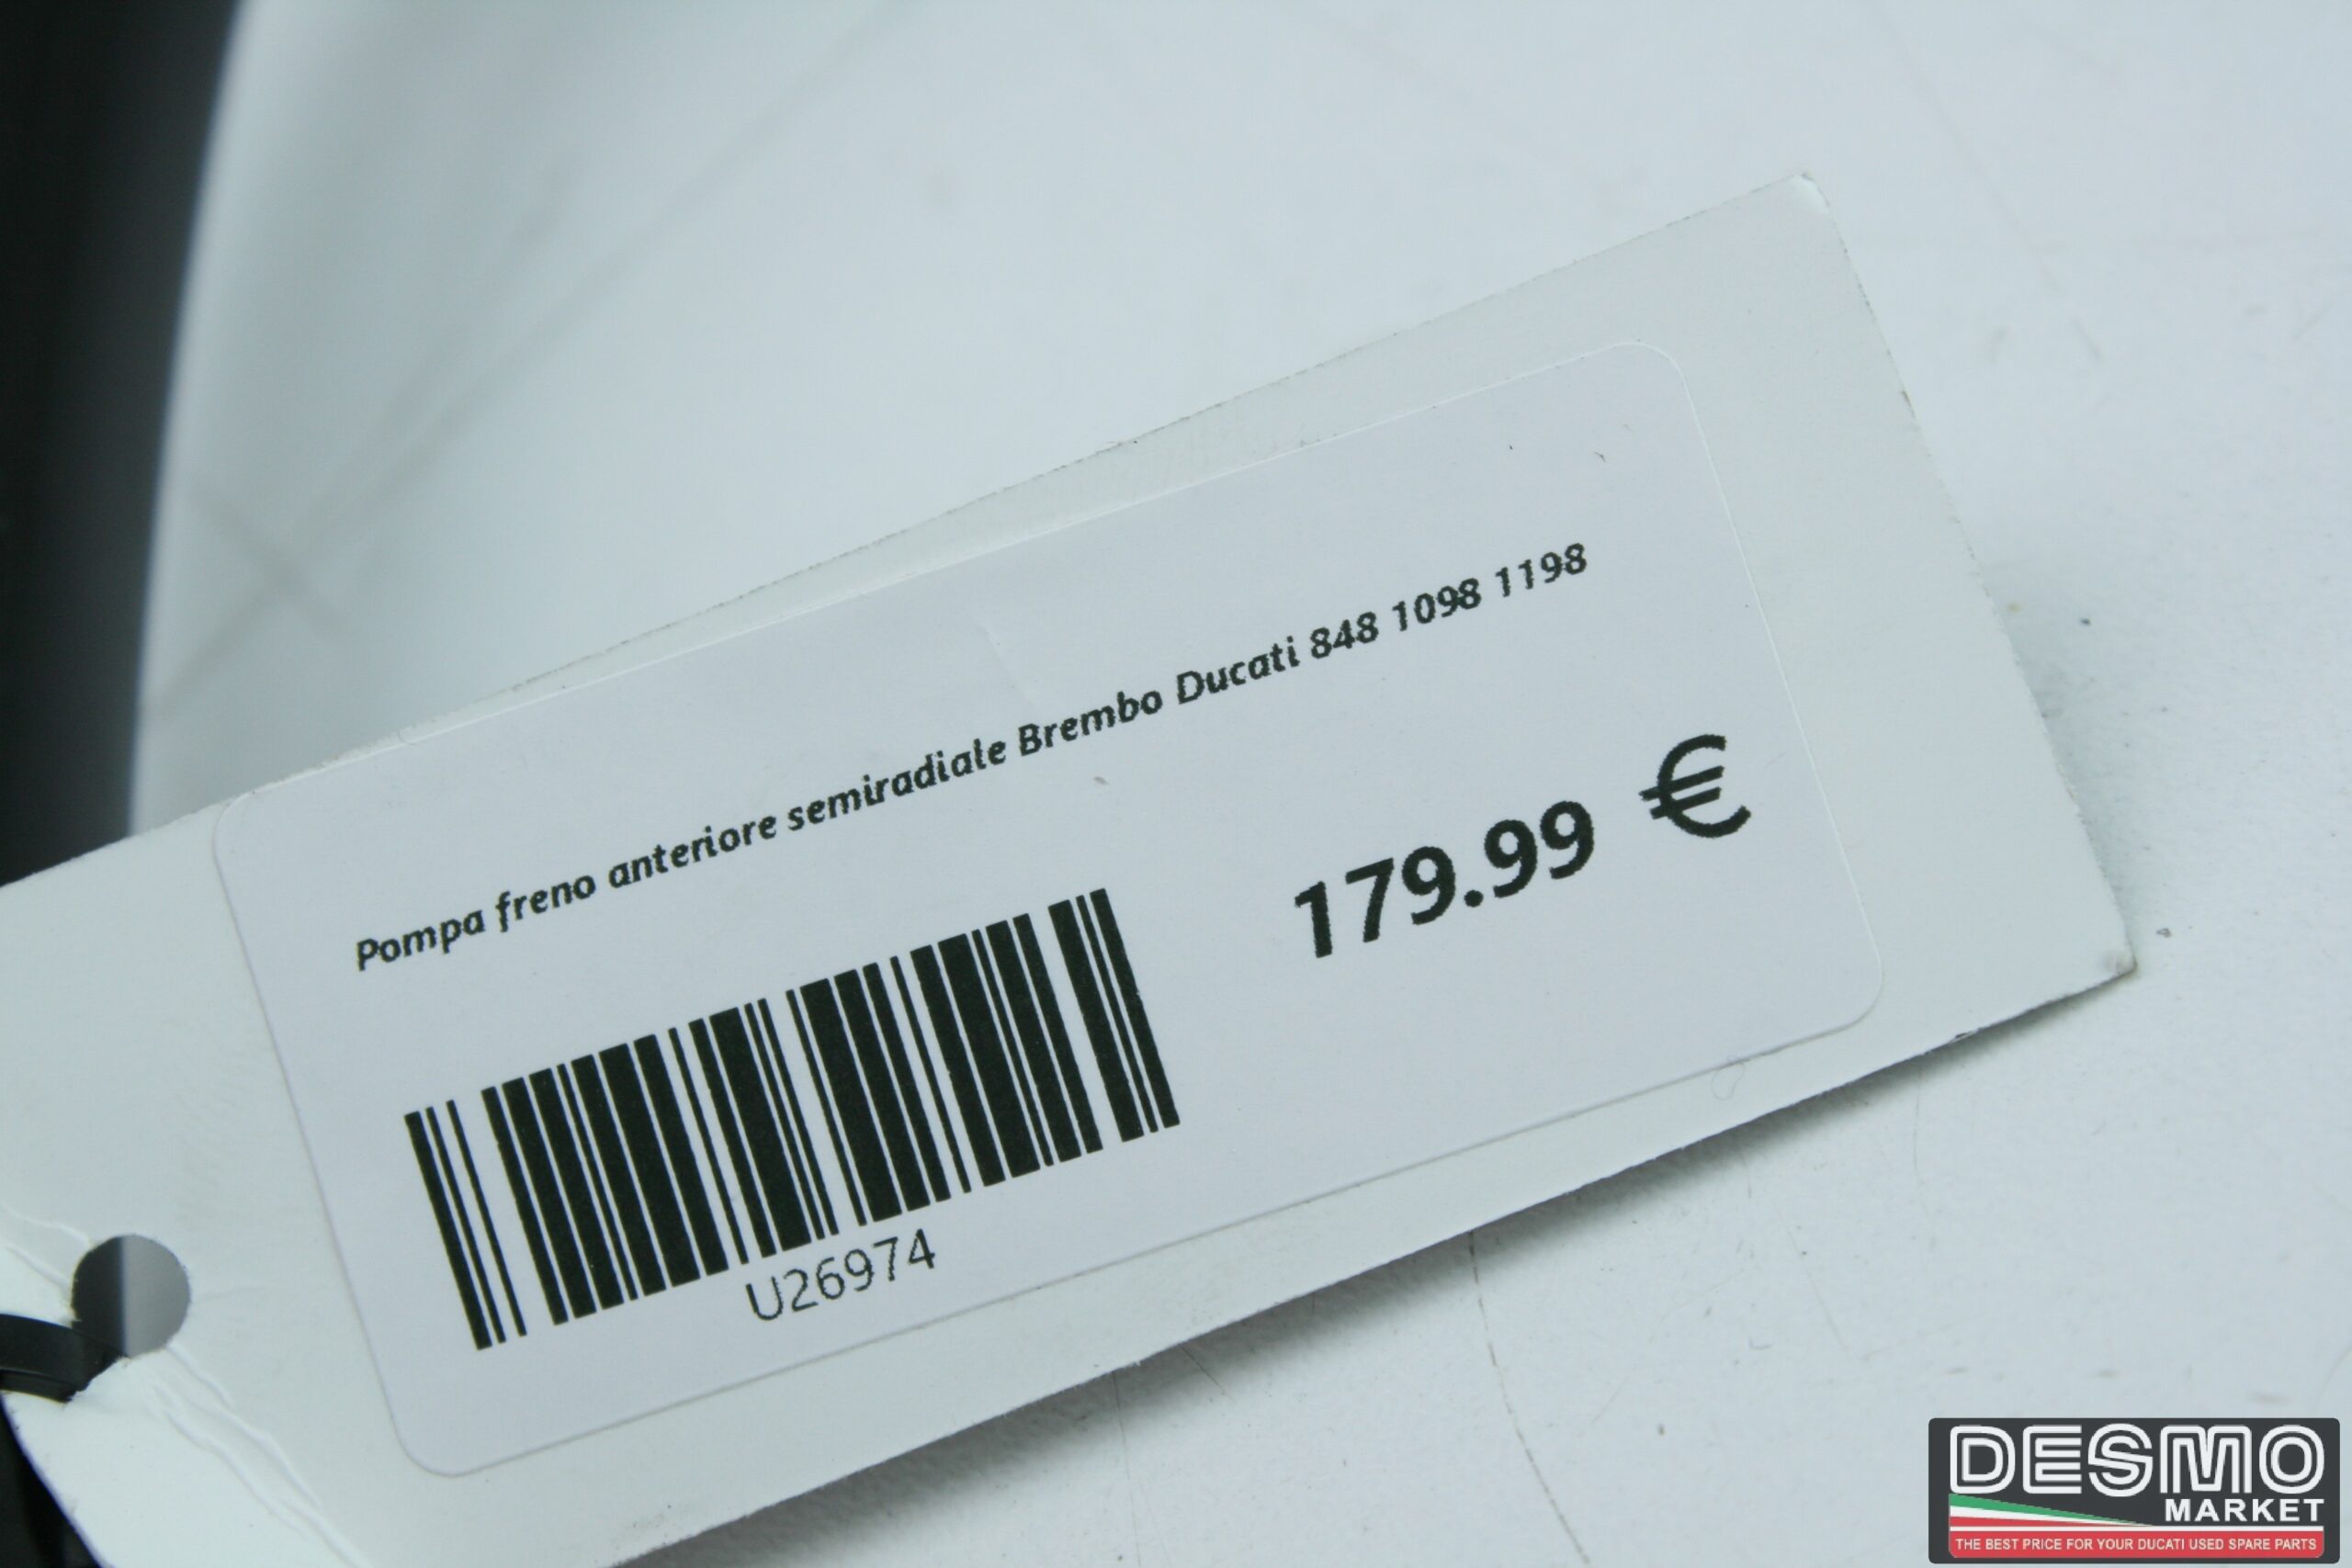 Pompa freno anteriore semiradiale Brembo Ducati 848 1098 1198
179.99 €
U26974
DESMO
MARKET
THE BEST PRICE FOR YOUR DUCATI USED SPARE PARTS